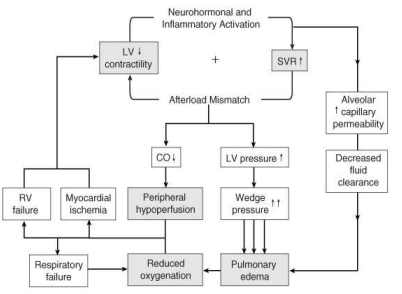 Neurohormonal and
Inflammatory Activation
LV ↓
contractility
+
SVR ↑
Afterload Mismatch
Alveolar
↑ capillary
permeability
CO ↓
LV pressure ↑
Decreased
fluid
clearance
RV
failure
Myocardial
ischemia
Peripheral
hypoperfusion
Wedge
pressure ↑↑
Respiratory
failure
Reduced
oxygenation
Pulmonary
edema